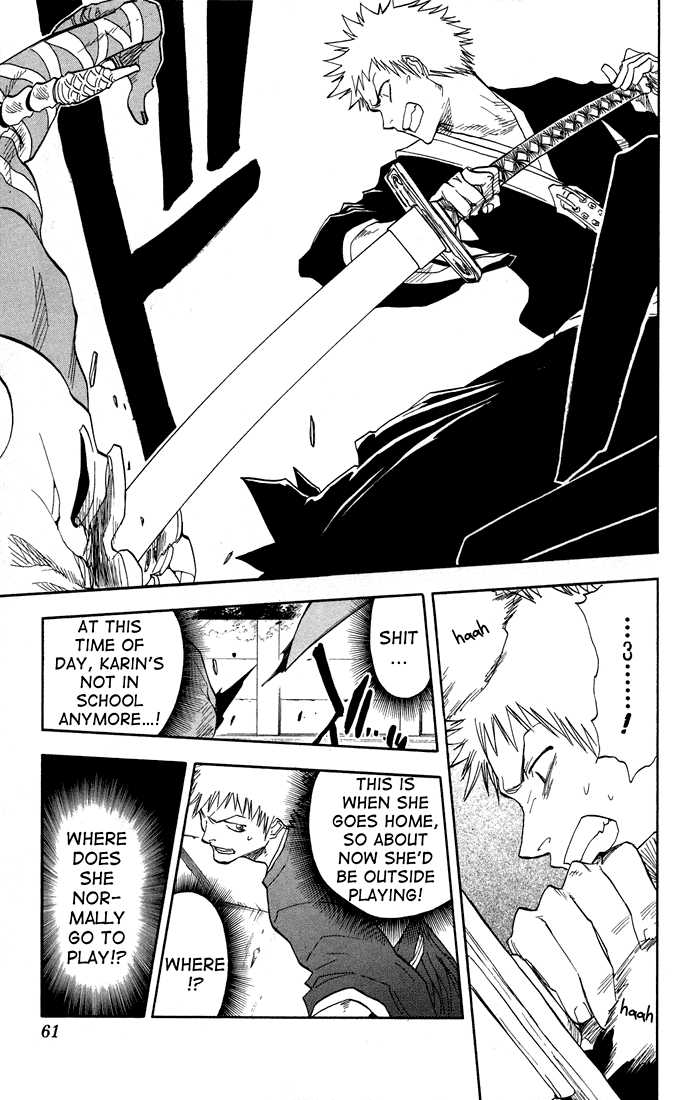 haah
.....3.....!
haah
haah
SHIT
...
AT THIS
TIME OF
DAY, KARIN'S
NOT IN
SCHOOL
ANYMORE...!
THIS IS
WHEN SHE
GOES HOME,
SO ABOUT
NOW SHE'D
BE OUTSIDE
PLAYING!
WHERE
!?
WHERE
DOES
SHE
NOR-
MALLY
GO TO
PLAY!?
61